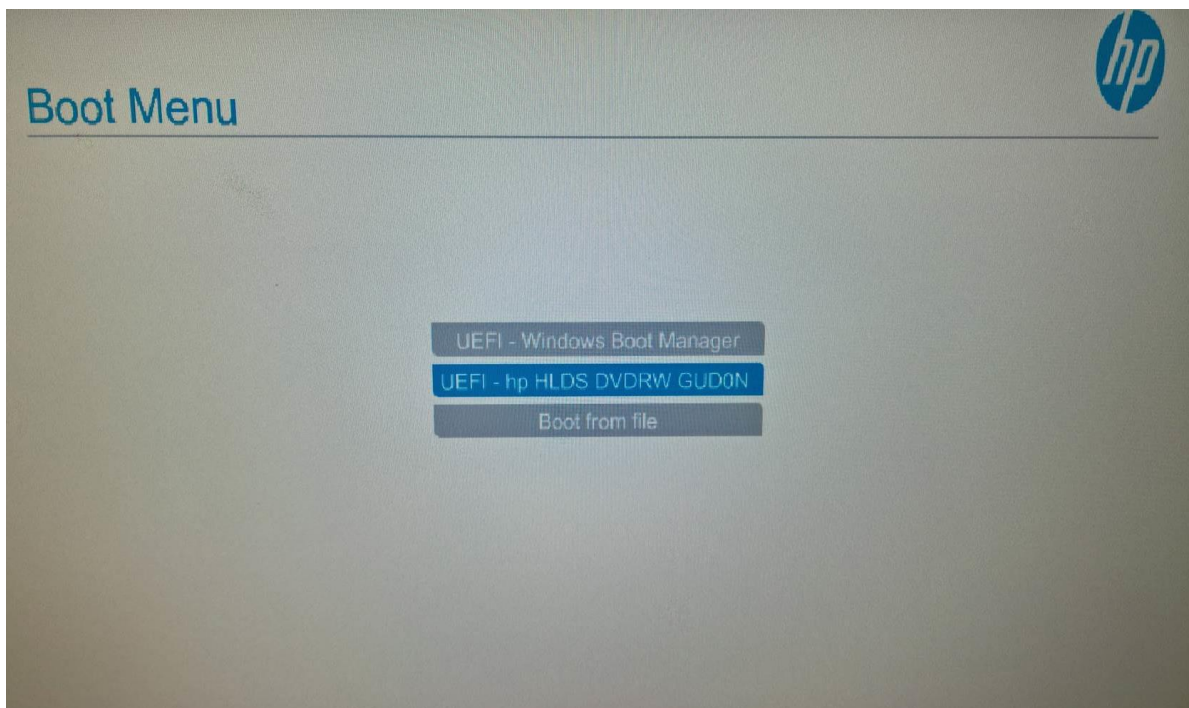 hp
Boot Menu
UEFI - Windows Boot Manager
UEFI - hp HLDS DVDRW GUD0N
Boot from file